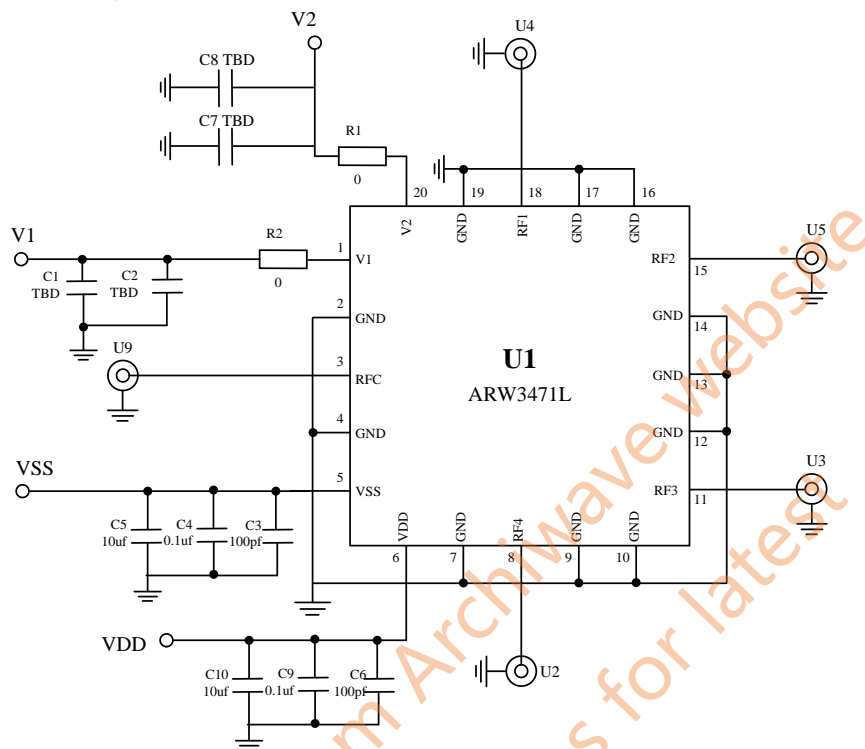 V2
U4
C8 TBD
C7 TBD
R1
0
20
19
18
17
16
V2
GND
RF1
GND
GND
V1
R2
0
1
V1
C1
TBD
C2
TBD
RF2
15
U5
2
GND
GND
14
U9
3
RFC
U1
ARW3471L
GND
13
4
GND
GND
12
VSS
5
VSS
RF3
11
U3
C5
10uf
C4
0.1uf
C3
100pf
VDD
GND
RF4
GND
GND
6
7
8
9
10
VDD
C10
10uf
C9
0.1uf
C6
100pf
U2
m Archiwave website
s for latest